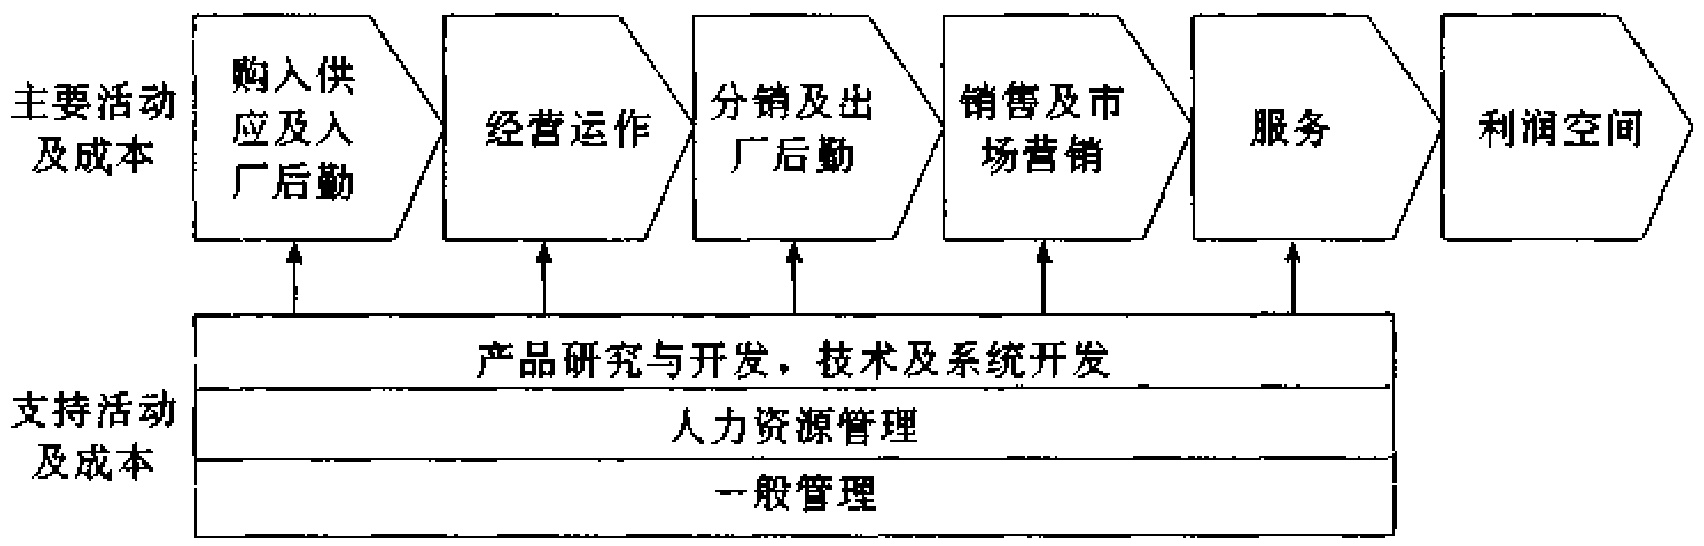 主要活动
及成本
购入供
应及入
厂后勤
经营运作
分销及出
厂后勤
销售及市
场营销
服务
利润空间
支持活动
及成本
产品研究与开发，技术及系统开发
人力资源管理
一般管理